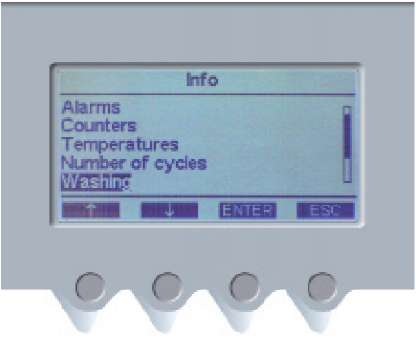 Info
Alarms
Counters
Temperatures
Number of cycles
Washing
↑ ↓ ENTER ESC